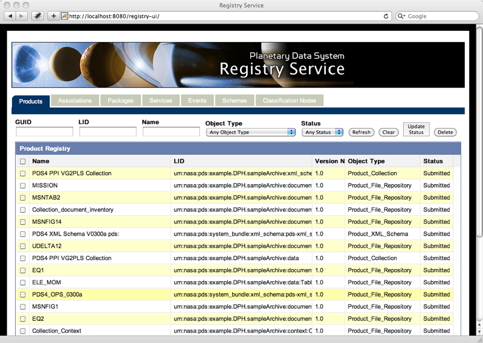 Registry Service
http://localhost:8080/registry-ui/
Google
Planetary Data System
Registry Service
Products Associations Packages Services Events Schemes Classification Nodes
GUID LID Name Object Type Status
Any Object Type Any Status Refresh Clear Update Status Delete
Product Registry
Name LID Version N Object Type Status
PDS4 PPI VG2PLS Collection urn:nasa:pds:example.DPH.sampleArchive:xml_sche 1.0 Product_Collection Submitted
MISSION urn:nasa:pds:example.DPH.sampleArchive:documen 1.0 Product_File_Repository Submitted
MSNTAB2 urn:nasa:pds:example.DPH.sampleArchive:documen 1.0 Product_File_Repository Submitted
Collection_document_inventory urn:nasa:pds:example.DPH.sampleArchive:documen 1.0 Product_File_Repository Submitted
MSNFIG14 urn:nasa:pds:example.DPH.sampleArchive:documen 1.0 Product_File_Repository Submitted
PDS4 XML Schema V0300a pds: urn:nasa:pds:system_bundle:xml_schema:pds-xml_s 1.0 Product_XML_Schema Submitted
UDELTA12 urn:nasa:pds:example.DPH.sampleArchive:documen 1.0 Product_File_Repository Submitted
PDS4 PPI VG2PLS Collection urn:nasa:pds:example.DPH.sampleArchive:data 1.0 Product_Collection Submitted
EQ1 urn:nasa:pds:example.DPH.sampleArchive:documen 1.0 Product_File_Repository Submitted
ELE_MOM urn:nasa:pds:example.DPH.sampleArchive:data:Tabl 1.0 Product_File_Repository Submitted
PDS4_OPS_0300a urn:nasa:pds:system_bundle:xml_schema:pds-xml_s 1.0 Product_File_Repository Submitted
MSNFIG1 urn:nasa:pds:example.DPH.sampleArchive:documen 1.0 Product_File_Repository Submitted
EQ2 urn:nasa:pds:example.DPH.sampleArchive:documen 1.0 Product_File_Repository Submitted
Collection_Context urn:nasa:pds:example.DPH.sampleArchive:context:C 1.0 Product_File_Repository Submitted